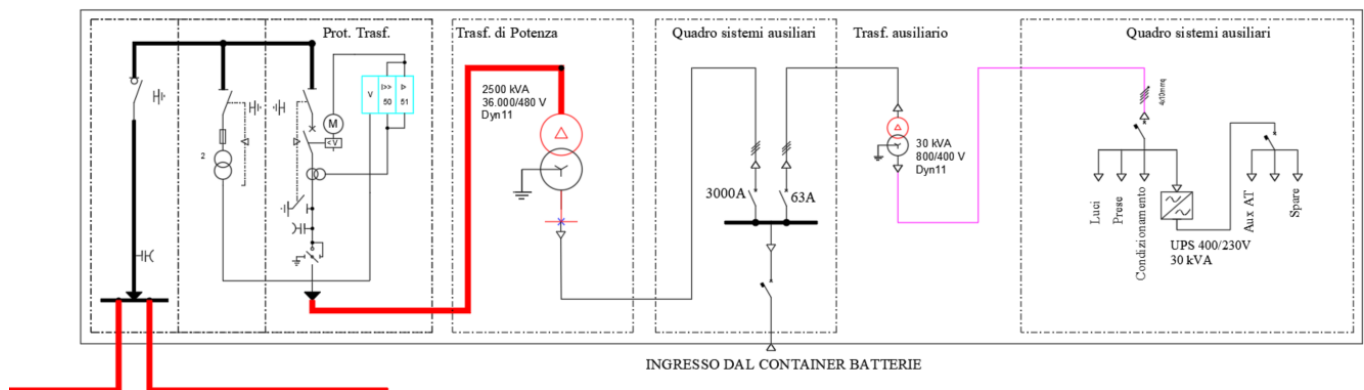 Prot. Trasf.
Trasf. di Potenza
Quadro sistemi ausiliari
Trasf. ausiliario
Quadro sistemi ausiliari
V
I>>
50
I>
51
M
<V
2
2500 kVA
36.000/480 V
Dyn11
3000A
63A
30 kVA
800/400 V
Dyn11
4x10mmq
Luci
Prese
Condizionamento
UPS 400/230V
30 kVA
Aux AT
Spare
INGRESSO DAL CONTAINER BATTERIE